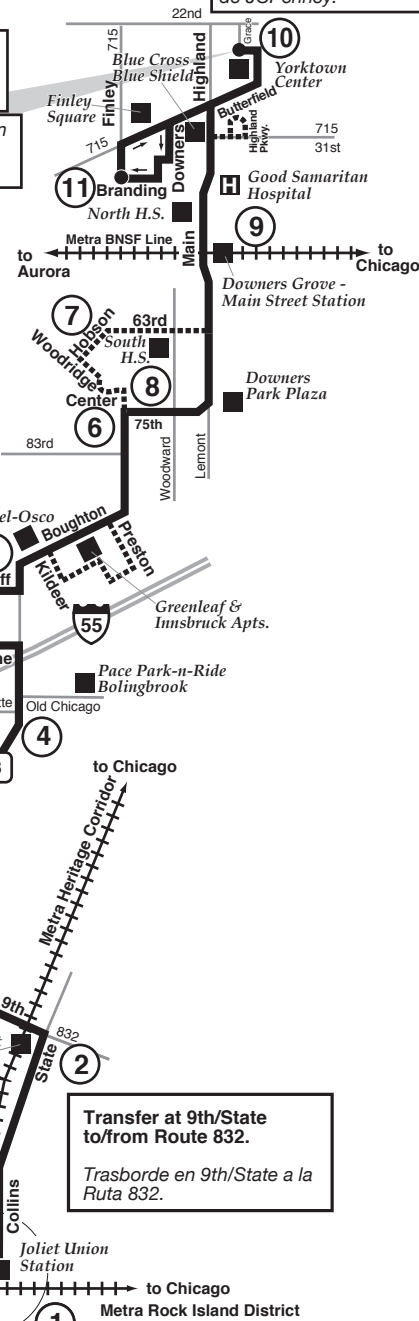 de JCPenney.
22nd
Grace
10
715
Highland
Blue Cross
Blue Shield
Yorktown
Center
Finley
Square
Finley
Butterfield
Highland
Pkwy.
715
31st
715
Downers
11
Branding
Good Samaritan
Hospital
H
North H.S.
9
Metra BNSF Line
Main
to
Aurora
to
Chicago
Downers Grove -
Main Street Station
7
Hobson
63rd
Woodridge
South
H.S.
8
Center
Downers
Park Plaza
6
75th
83rd
Woodward
Lemont
el-Osco
Boughton
Preston
ff
Kildeer
Greenleaf &
Innsbruck Apts.
55
Pace Park-n-Ride
Bolingbrook
Old Chicago
4
to Chicago
Metra Heritage Corridor
9th
832
State
2
Transfer at 9th/State
to/from Route 832.
Trasborde en 9th/State a la
Ruta 832.
Collins
Joliet Union
Station
to Chicago
Metra Rock Island District
1